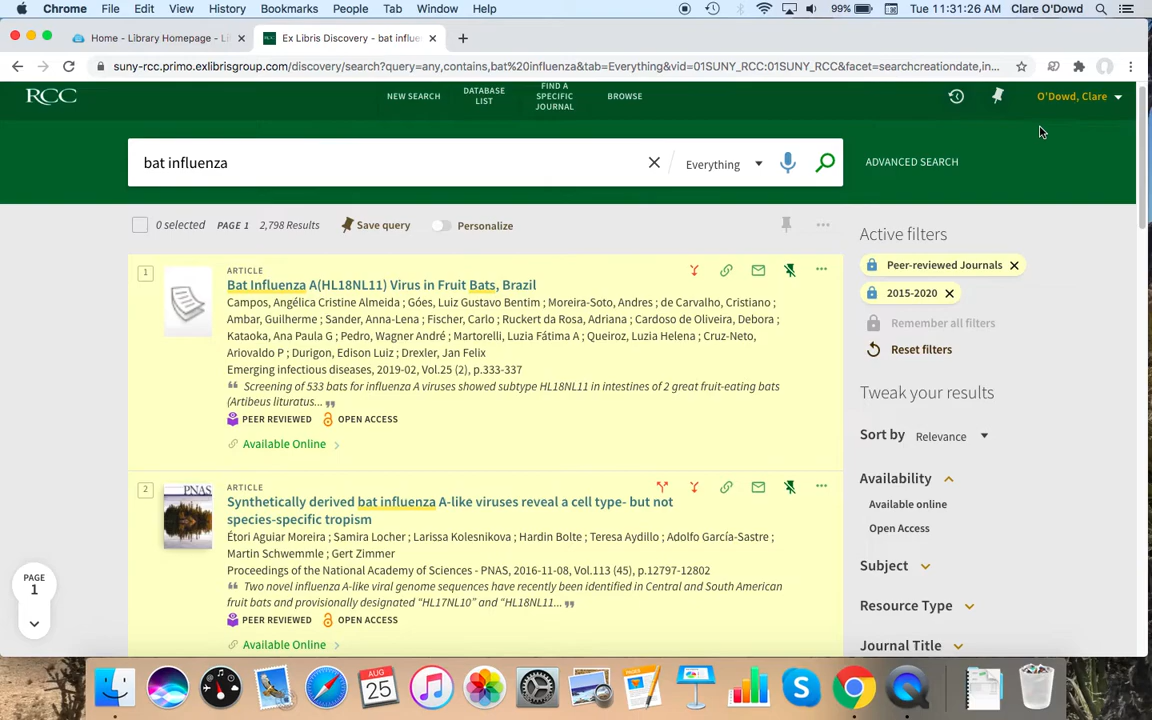 Chrome File Edit View History Bookmarks People Tab Window Help 99% Tue 11:31:26 AM Clare O'Dowd
Home - Library Homepage - Li
Ex Libris Discovery - bat influe
suny-rcc.primo.exlibrisgroup.com/discovery/search?query=any,contains,bat%20influenza&tab=Everything&vid=01SUNY_RCC:01SUNY_RCC&facet=searchcreationdate,in...
RCC
NEW SEARCH
DATABASE
LIST
FIND A
SPECIFIC
JOURNAL
BROWSE
O'Dowd, Clare
bat influenza
Everything
ADVANCED SEARCH
0 selected PAGE 1 2,798 Results Save query Personalize
Active filters
Peer-reviewed Journals
2015-2020
Remember all filters
Reset filters
Tweak your results
Sort by Relevance
Availability
Available online
Open Access
Subject
Resource Type
Journal Title
1
ARTICLE
Bat Influenza A(HL18NL11) Virus in Fruit Bats, Brazil
Campos, Angélica Cristine Almeida ; Góes, Luiz Gustavo Bentim ; Moreira-Soto, Andres ; de Carvalho, Cristiano ;
Ambar, Guilherme ; Sander, Anna-Lena ; Fischer, Carlo ; Ruckert da Rosa, Adriana ; Cardoso de Oliveira, Debora ;
Kataoka, Ana Paula G ; Pedro, Wagner André ; Martorelli, Luzia Fátima A ; Queiroz, Luzia Helena ; Cruz-Neto,
Ariovaldo P ; Durigon, Edison Luiz ; Drexler, Jan Felix
Emerging infectious diseases, 2019-02, Vol.25 (2), p.333-337
Screening of 533 bats for influenza A viruses showed subtype HL18NL11 in intestines of 2 great fruit-eating bats
(Artibeus lituratus...
PEER REVIEWED OPEN ACCESS
Available Online
2
PNAS
ARTICLE
Synthetically derived bat influenza A-like viruses reveal a cell type- but not
species-specific tropism
Étori Aguiar Moreira ; Samira Locher ; Larissa Kolesnikova ; Hardin Bolte ; Teresa Aydillo ; Adolfo García-Sastre ;
Martin Schwemmle ; Gert Zimmer
Proceedings of the National Academy of Sciences - PNAS, 2016-11-08, Vol.113 (45), p.12797-12802
Two novel influenza A-like viral genome sequences have recently been identified in Central and South American
fruit bats and provisionally designated “HL17NL10” and “HL18NL11...
PEER REVIEWED OPEN ACCESS
Available Online
PAGE
1
AUG
25